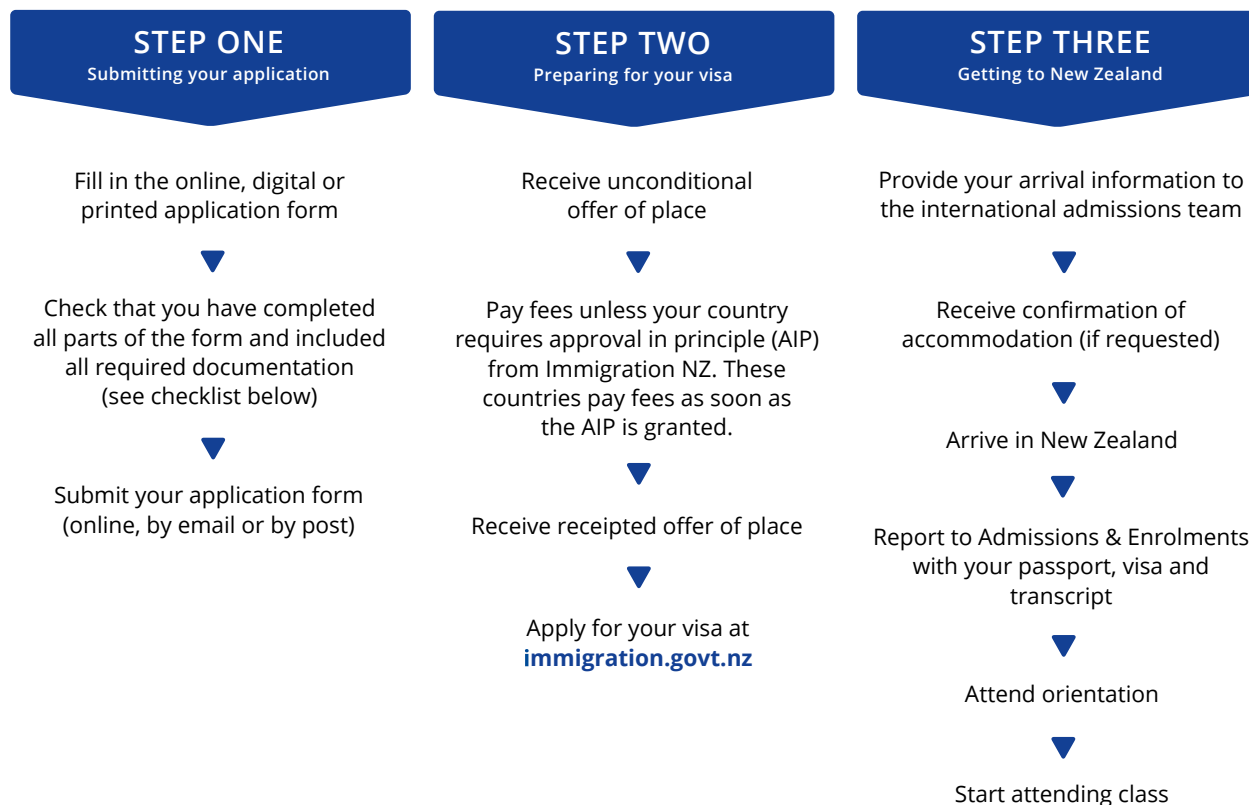 STEP ONE
Submitting your application
Fill in the online, digital or
printed application form
Check that you have completed
all parts of the form and included
all required documentation
(see checklist below)
Submit your application form
(online, by email or by post)
STEP TWO
Preparing for your visa
Receive unconditional
offer of place
Pay fees unless your country
requires approval in principle (AIP)
from Immigration NZ. These
countries pay fees as soon as
the AIP is granted.
Receive receipted offer of place
Apply for your visa at
immigration.govt.nz
STEP THREE
Getting to New Zealand
Provide your arrival information to
the international admissions team
Receive confirmation of
accommodation (if requested)
Arrive in New Zealand
Report to Admissions & Enrolments
with your passport, visa and
transcript
Attend orientation
Start attending class